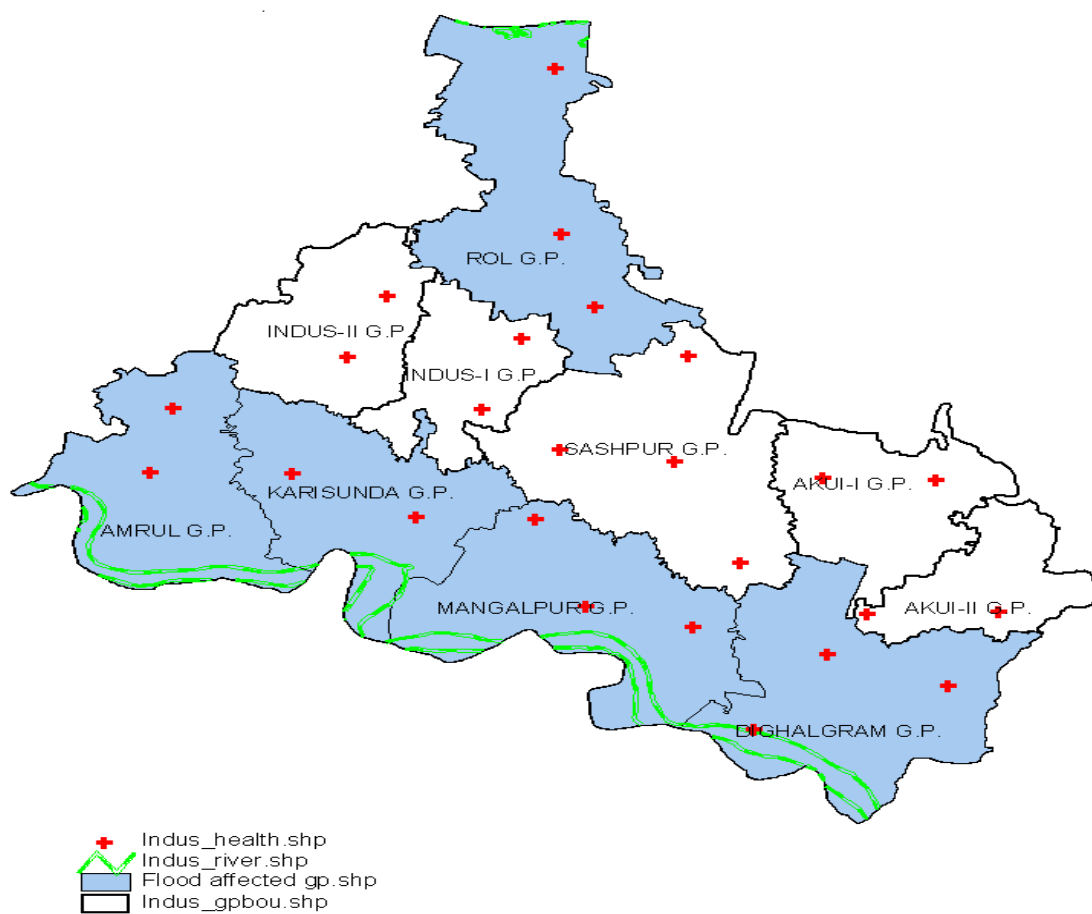 ROL G.P.
INDUS-II G.P
INDUS-I G.P
SASHPUR G.P.
KARISUNDA G.P.
AKUI-I G.P.
AMRUL G.P.
MANGALPUR G.P.
AKUI-II G.P.
DIGHALGRAM G.P.
Indus_health.shp
Indus_river.shp
Flood affected gp.shp
Indus_gpbou.shp